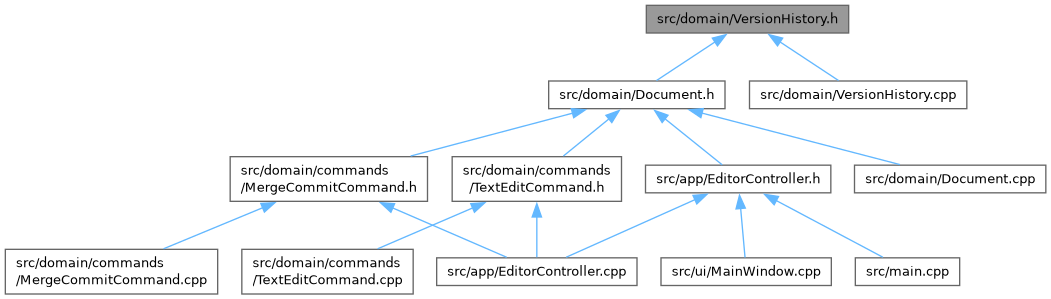 src/domain/VersionHistory.h
src/domain/Document.h
src/domain/VersionHistory.cpp
src/domain/commands
/MergeCommitCommand.h
src/domain/commands
/TextEditCommand.h
src/app/EditorController.h
src/domain/Document.cpp
src/domain/commands
/MergeCommitCommand.cpp
src/domain/commands
/TextEditCommand.cpp
src/app/EditorController.cpp
src/ui/MainWindow.cpp
src/main.cpp